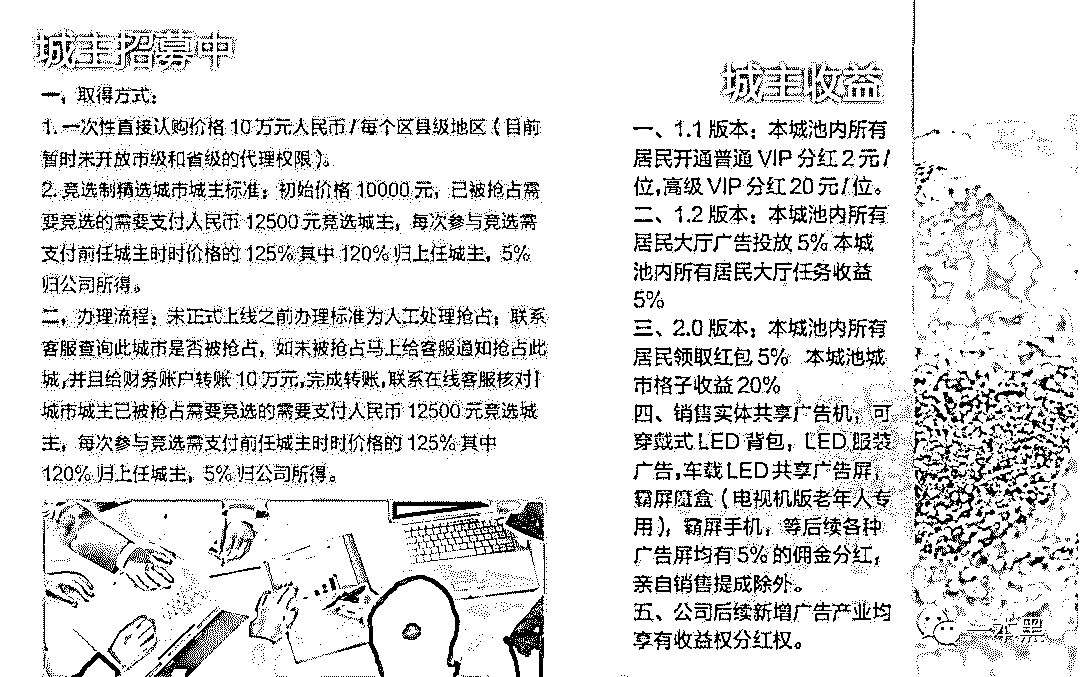 城主招募中
一，取得方式：
1. 一次性直接认购价格 10 万元人民币 / 每个区县级地区（目前
暂时未开放市级和省级的代理权限）。
2. 竞选制精选城市城主标准，初始价格 10000 元，已被抢占需
要竞选的需要支付人民币 12500 元竞选城主，每次参与竞选需
支付前任城主时时价格的 125% 其中 120% 归上任城主，5%
归公司所得。
二，办理流程；未正式上线之前办理标准为人工处理抢占，联系
客服查询此城市是否被抢占，如未被抢占马上给客服通知抢占此
城,并且给财务账户转账 10 万元,完成转账,联系在线客服核对
城市城主已被抢占需要竞选的需要支付人民币 12500 元竞选城
主，每次参与竞选需支付前任城主时时价格的 125% 其中
120% 归上任城主，5% 归公司所得。
城主收益
一、1.1 版本；本城池内所有
居民开通普通 VIP 分红 2 元 /
位,高级 VIP 分红 20 元 / 位。
二、1.2 版本；本城池内所有
居民大厅广告投放 5% 本城
池内所有居民大厅任务收益
5%
三、2.0 版本；本城池内所有
居民领取红包 5% 本城池城
市格子收益 20%
四、销售实体共享广告机，可
穿戴式 LED 背包，LED 服装
广告,车载 LED 共享广告屏，
霸屏魔盒（电视机版老年人专
用），霸屏手机，等后续各种
广告屏均有 5% 的佣金分红，
亲自销售提成除外。
五、公司后续新增广告产业均
享有收益权分红权。
一本黑